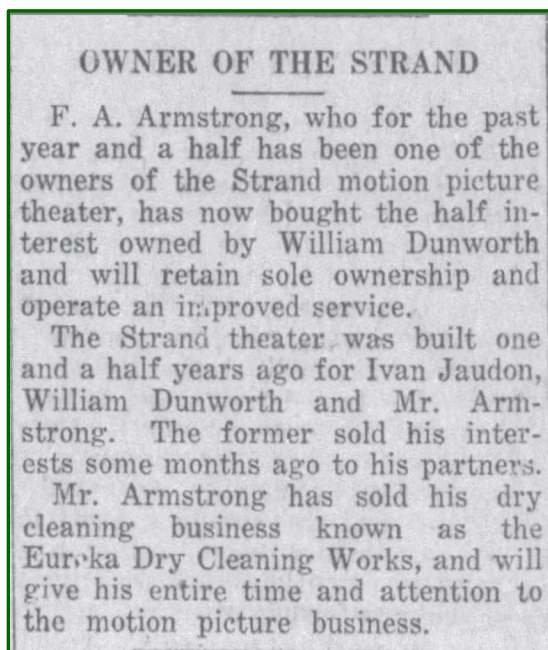 OWNER OF THE STRAND
F. A. Armstrong, who for the past
year and a half has been one of the
owners of the Strand motion picture
theater, has now bought the half in-
terest owned by William Dunworth
and will retain sole ownership and
operate an improved service.
The Strand theater was built one
and a half years ago for Ivan Jaudon,
William Dunworth and Mr. Arm-
strong. The former sold his inter-
ests some months ago to his partners.
Mr. Armstrong has sold his dry
cleaning business known as the
Eureka Dry Cleaning Works, and will
give his entire time and attention to
the motion picture business.